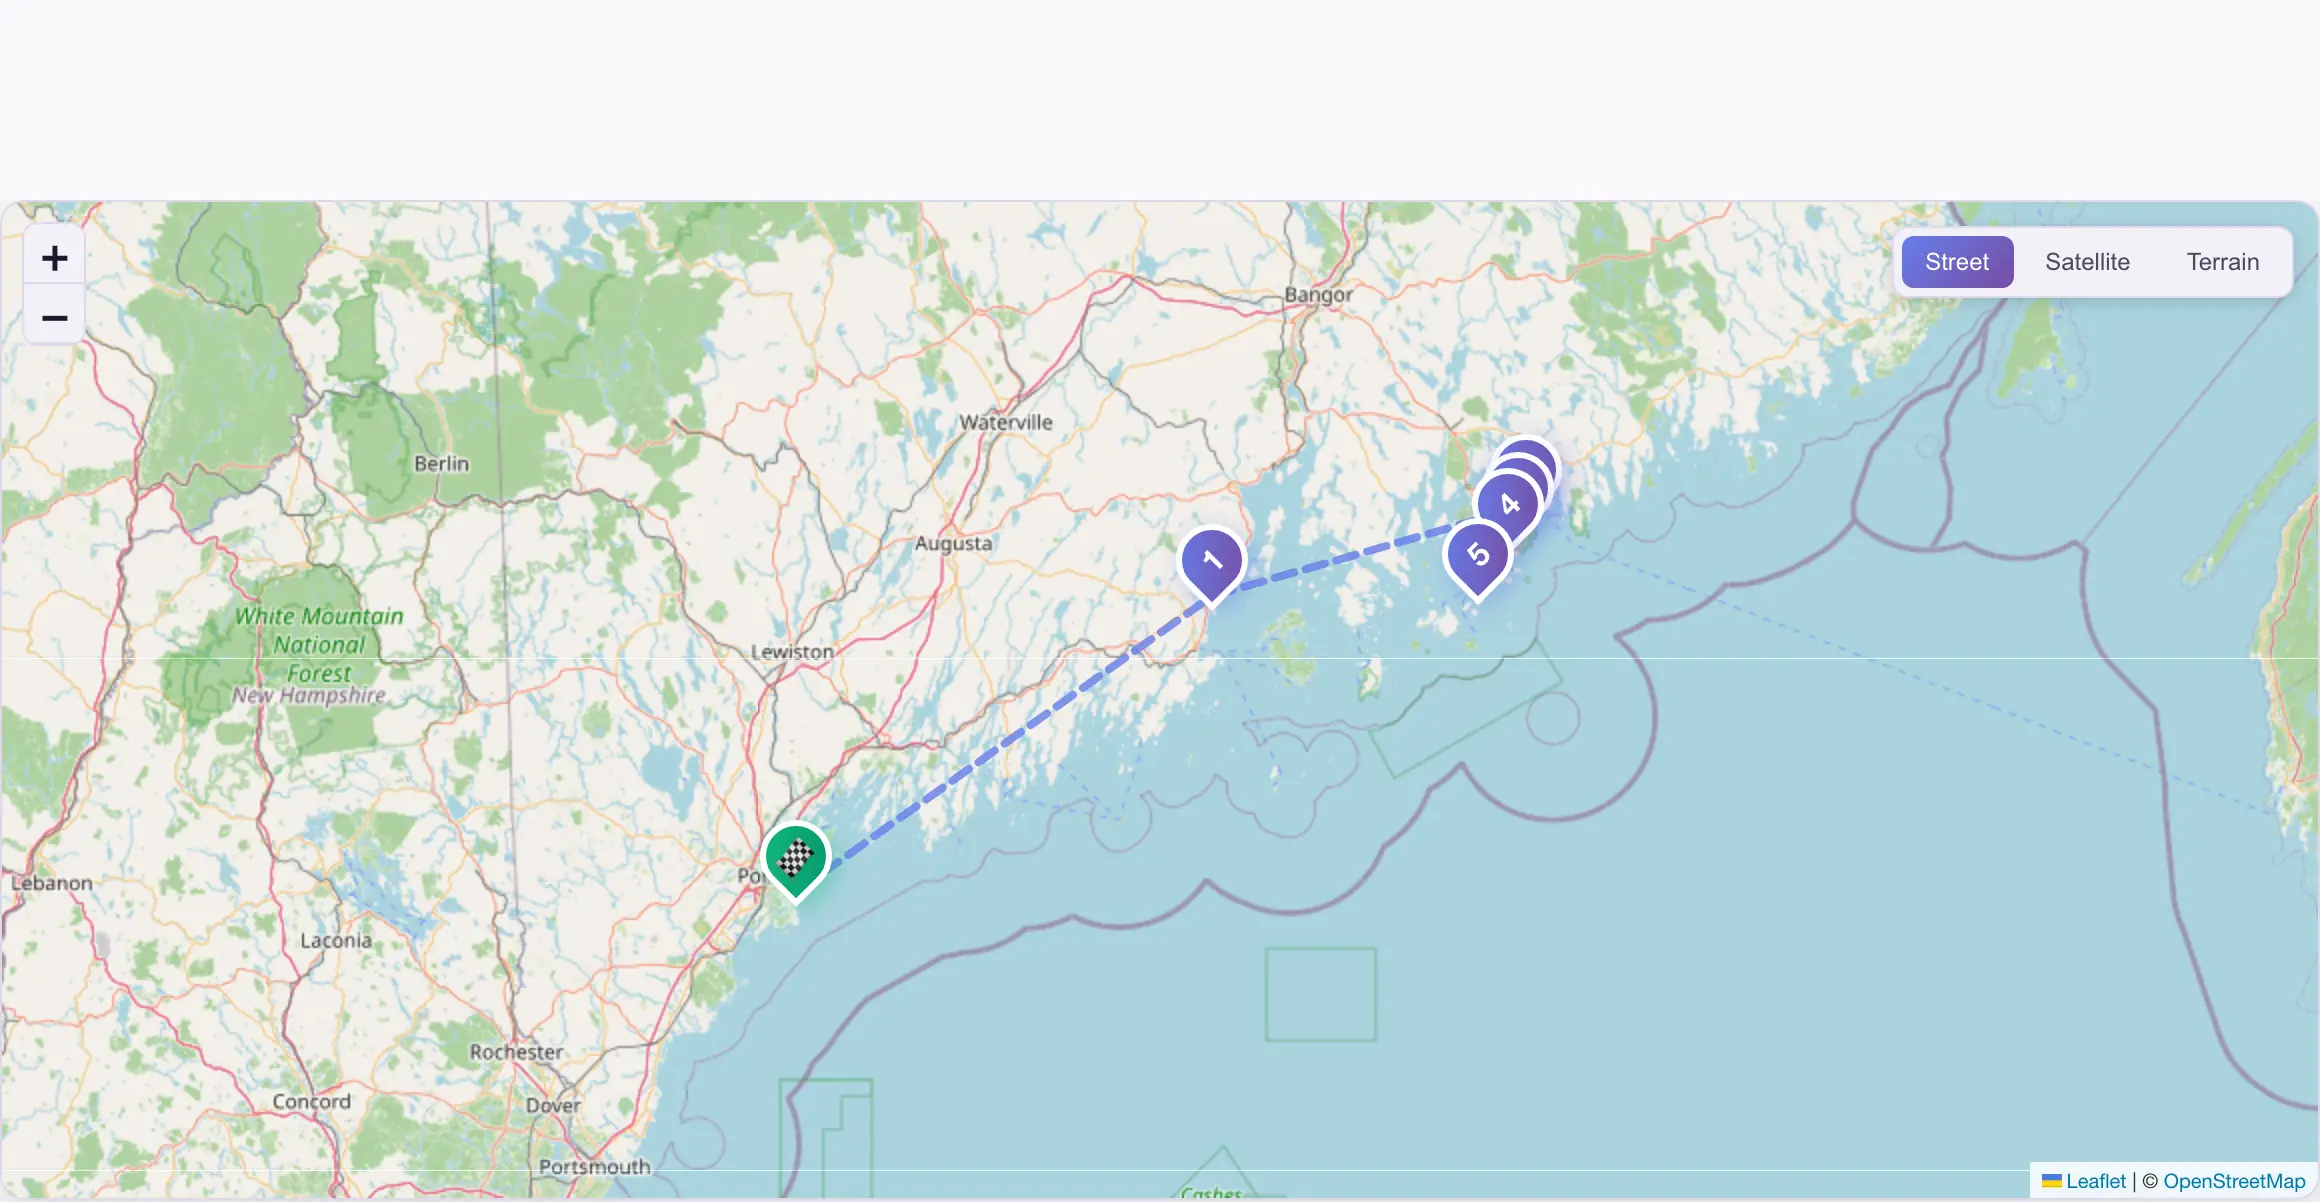 +
−
Street Satellite Terrain
Bangor
Waterville
Berlin
4
Augusta
1
5
White Mountain
National
Forest
New Hampshire
Lewiston
Lebanon
Laconia
Rochester
Concord
Dover
Portsmouth
Leaflet | © OpenStreetMap
Cashes